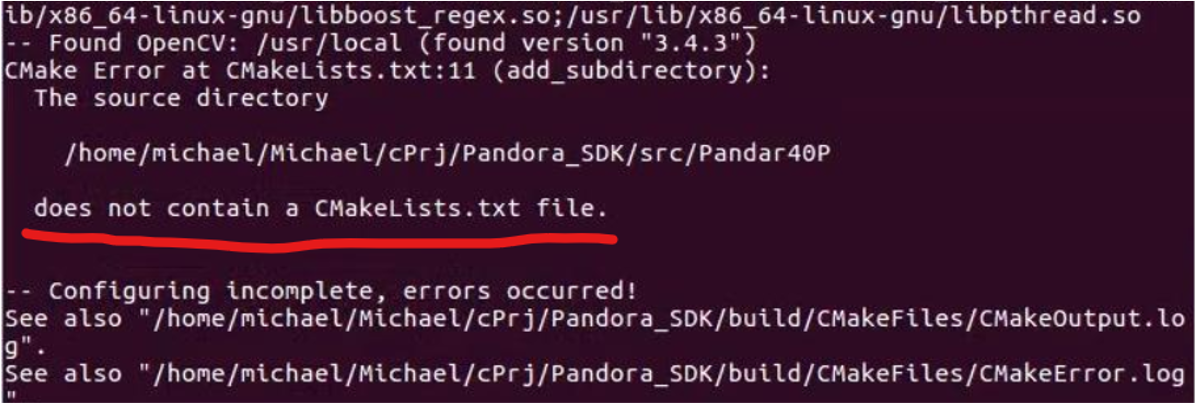 ib/x86_64-linux-gnu/libboost_regex.so;/usr/lib/x86_64-linux-gnu/libpthread.so
-- Found OpenCV: /usr/local (found version "3.4.3")
CMake Error at CMakeLists.txt:11 (add_subdirectory):
The source directory
/home/michael/Michael/cPrj/Pandora_SDK/src/Pandar40P
does not contain a CMakeLists.txt file.
-- Configuring incomplete, errors occurred!
See also "/home/michael/Michael/cPrj/Pandora_SDK/build/CMakeFiles/CMakeOutput.lo
g".
See also "/home/michael/Michael/cPrj/Pandora_SDK/build/CMakeFiles/CMakeError.log
"